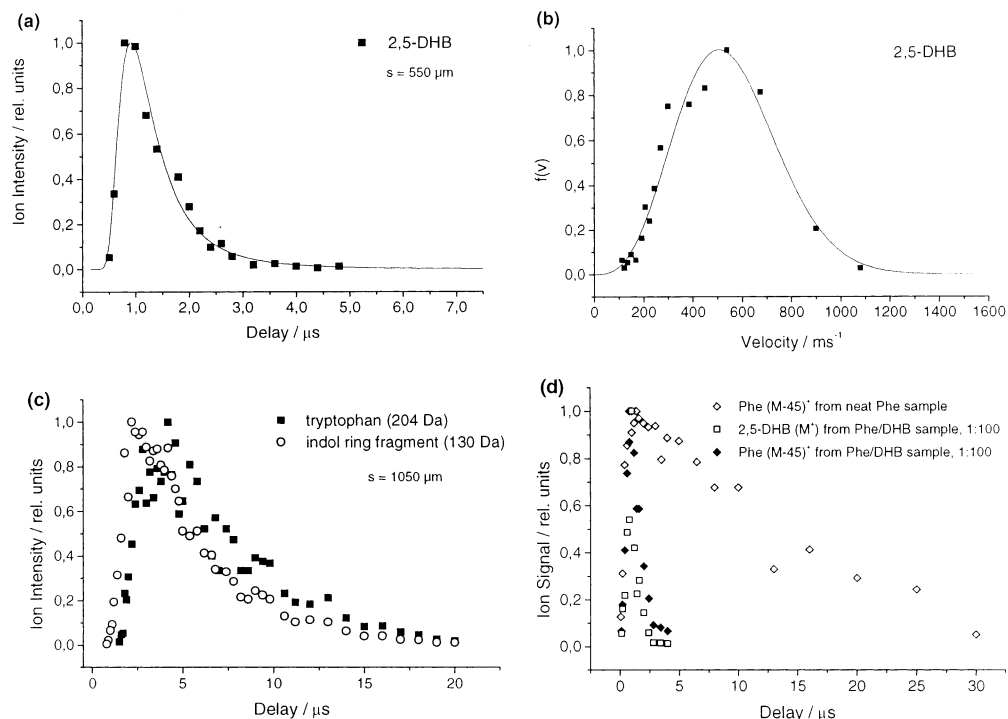 (a)
2,5-DHB
s = 550 µm
Ion Intensity / rel. units
1,0
0,8
0,6
0,4
0,2
0,0
0,0 1,0 2,0 3,0 4,0 5,0 6,0 7,0
Delay / µs
(b)
2,5-DHB
f(v)
1,0
0,8
0,6
0,4
0,2
0,0
0 200 400 600 800 1000 1200 1400 1600
Velocity / ms⁻¹
(c)
tryptophan (204 Da)
indol ring fragment (130 Da)
s = 1050 µm
Ion Intensity / rel. units
1,0
0,8
0,6
0,4
0,2
0,0
0 5 10 15 20
Delay / µs
(d)
Phe (M-45)⁺ from neat Phe sample
2,5-DHB (M⁺) from Phe/DHB sample, 1:100
Phe (M-45)⁺ from Phe/DHB sample, 1:100
Ion Signal / rel. units
1,0
0,8
0,6
0,4
0,2
0,0
0 5 10 15 20 25 30
Delay / µs